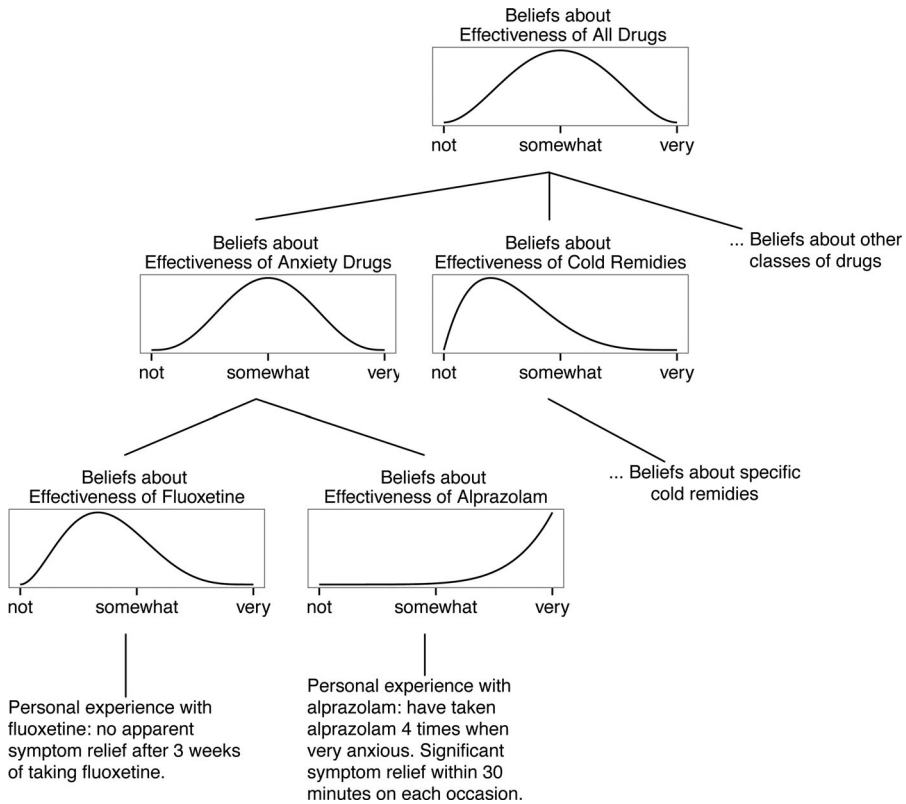 Beliefs about
Effectiveness of All Drugs
not somewhat very
Beliefs about
Effectiveness of Anxiety Drugs
not somewhat very
Beliefs about
Effectiveness of Cold Remidies
not somewhat very
... Beliefs about other
classes of drugs
Beliefs about
Effectiveness of Fluoxetine
not somewhat very
Beliefs about
Effectiveness of Alprazolam
not somewhat very
... Beliefs about specific
cold remidies
Personal experience with
fluoxetine: no apparent
symptom relief after 3 weeks
of taking fluoxetine.
Personal experience with
alprazolam: have taken
alprazolam 4 times when
very anxious. Significant
symptom relief within 30
minutes on each occasion.